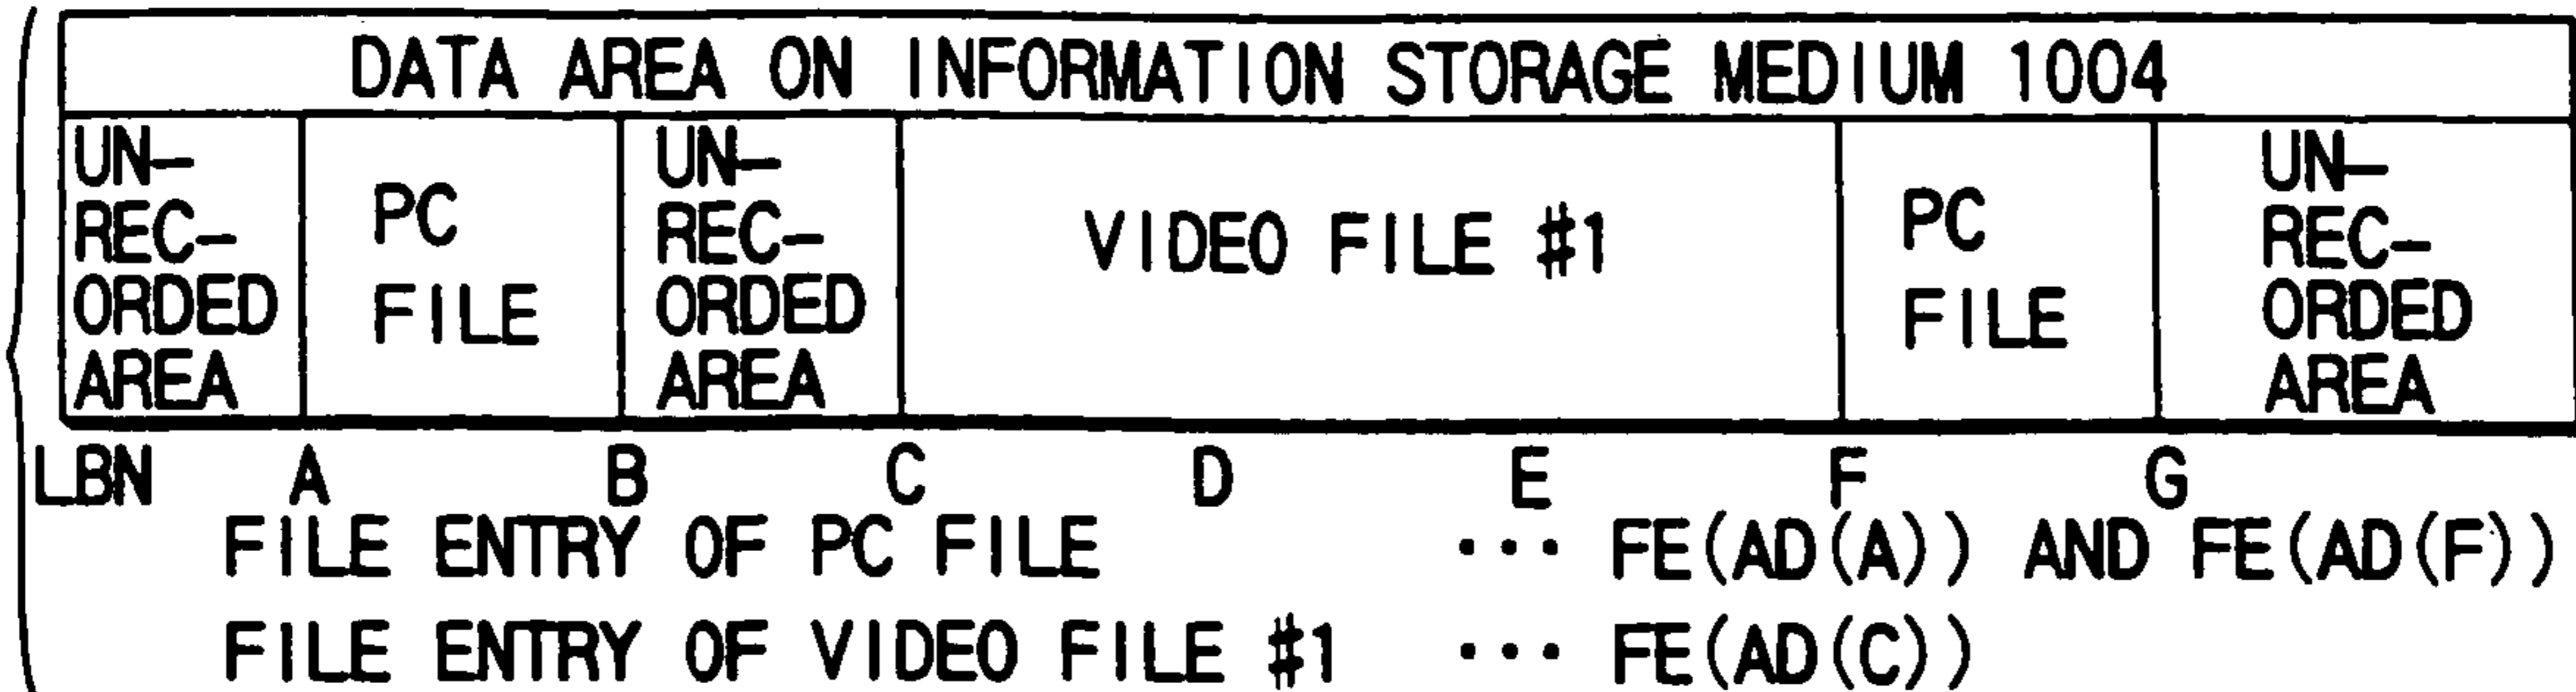 DATA AREA ON INFORMATION STORAGE MEDIUM 1004
UN-
REC-
ORDED
AREA
PC
FILE
UN-
REC-
ORDED
AREA
VIDEO FILE #1
PC
FILE
UN-
REC-
ORDED
AREA
LBN A B C D E F G
FILE ENTRY OF PC FILE ··· FE(AD(A)) AND FE(AD(F))
FILE ENTRY OF VIDEO FILE #1 ··· FE(AD(C))